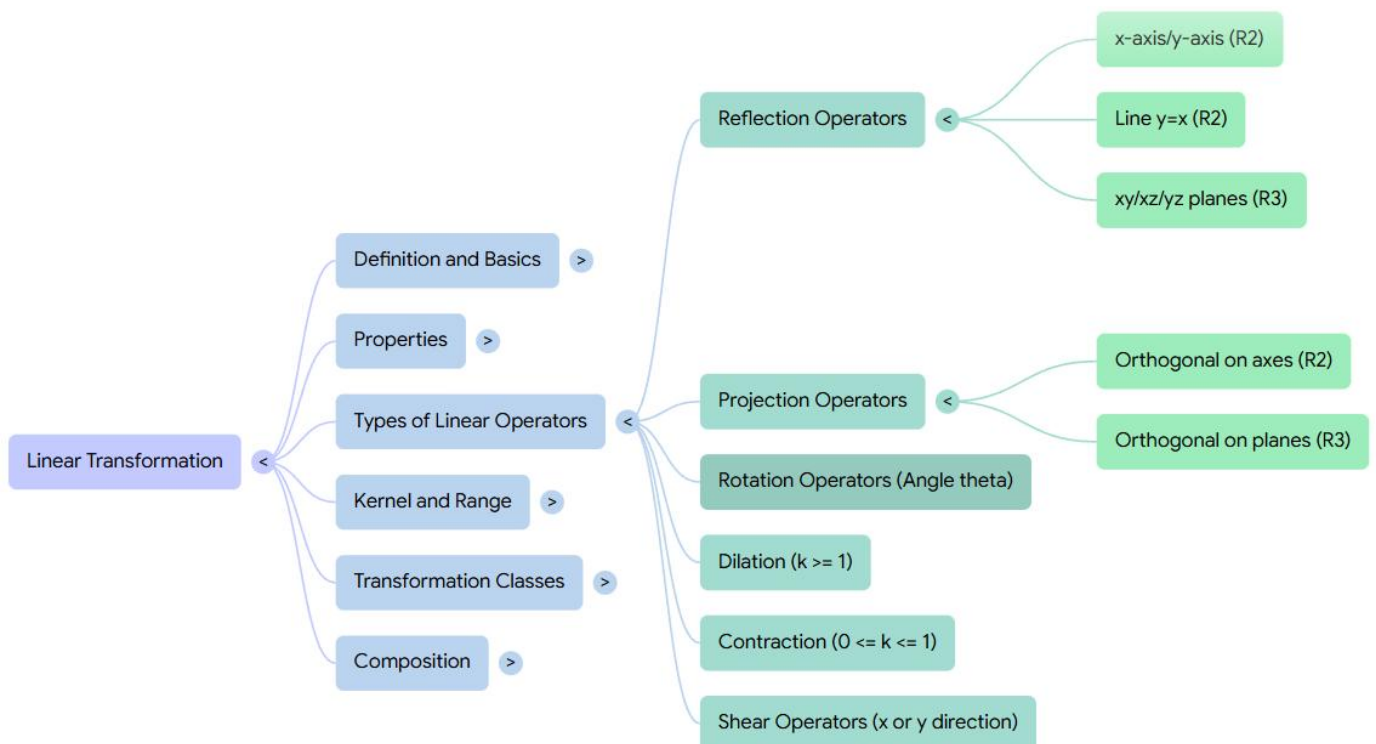 Linear Transformation
<
Definition and Basics
>
Properties
>
Types of Linear Operators
<
Kernel and Range
>
Transformation Classes
>
Composition
>
Reflection Operators
<
x-axis/y-axis (R2)
Line y=x (R2)
xy/xz/yz planes (R3)
Projection Operators
<
Orthogonal on axes (R2)
Orthogonal on planes (R3)
Rotation Operators (Angle theta)
Dilation (k >= 1)
Contraction (0 <= k <= 1)
Shear Operators (x or y direction)